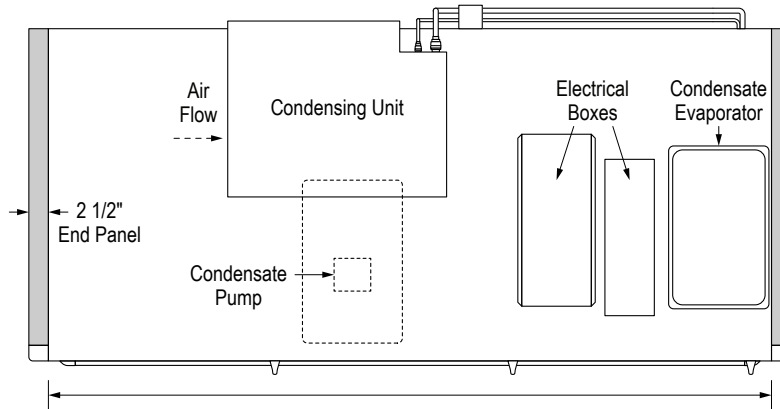 Air
Flow
Condensing Unit
Electrical
Boxes
Condensate
Evaporator
2 1/2"
End Panel
Condensate
Pump